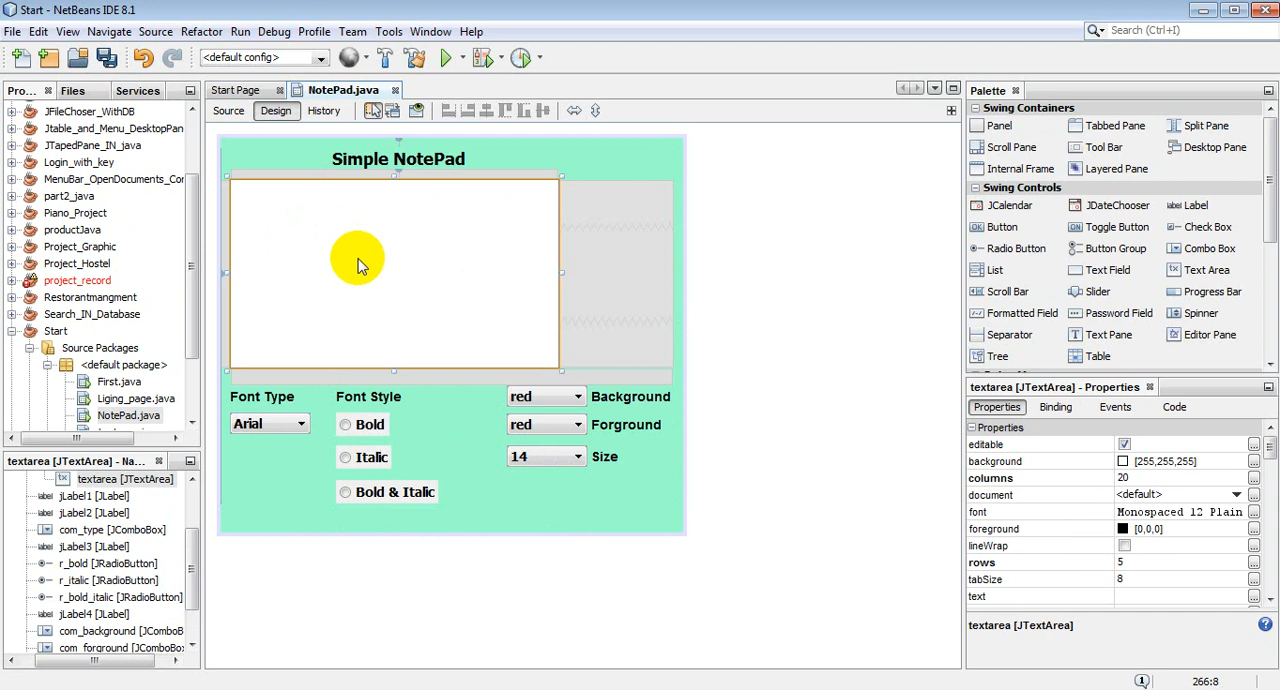 Start - NetBeans IDE 8.1
File Edit View Navigate Source Refactor Run Debug Profile Team Tools Window Help
Search (Ctrl+I)
<default config>
Pro... Files Services
JFileChooser_WithDB
Jtable_and_Menu_DesktopPan
JTapedPane_IN_java
Login_with_key
MenuBar_OpenDocuments_Cor
part2_java
Piano_Project
productJava
Project_Graphic
Project_Hostel
project_record
Restorantmangment
Search_IN_Database
Start
Source Packages
<default package>
First.java
Liging_page.java
NotePad.java
textarea [JTextArea] - Na...
textarea [JTextArea]
jLabel1 [JLabel]
jLabel2 [JLabel]
com_type [JComboBox]
jLabel3 [JLabel]
r_bold [JRadioButton]
r_italic [JRadioButton]
r_bold_italic [JRadioButton]
jLabel4 [JLabel]
com_background [JComboB
com_forground [JComboBo
Start Page NotePad.java
Source Design History
Simple NotePad
Font Type Font Style red Background
Arial Bold red Forground
Italic 14 Size
Bold & Italic
Palette
Swing Containers
Panel Tabbed Pane Split Pane
Scroll Pane Tool Bar Desktop Pane
Internal Frame Layered Pane
Swing Controls
JCalendar JDateChooser label Label
OK Button ON Toggle Button Check Box
Radio Button Button Group Combo Box
List Text Field Text Area
Scroll Bar Slider Progress Bar
Formatted Field Password Field Spinner
Separator Text Pane Editor Pane
Tree Table
textarea [JTextArea] - Properties
Properties Binding Events Code
Properties
editable
background [255,255,255]
columns 20
document <default>
font Monospaced 12 Plain
foreground [0,0,0]
lineWrap
rows 5
tabSize 8
text
textarea [JTextArea]
1 266:8